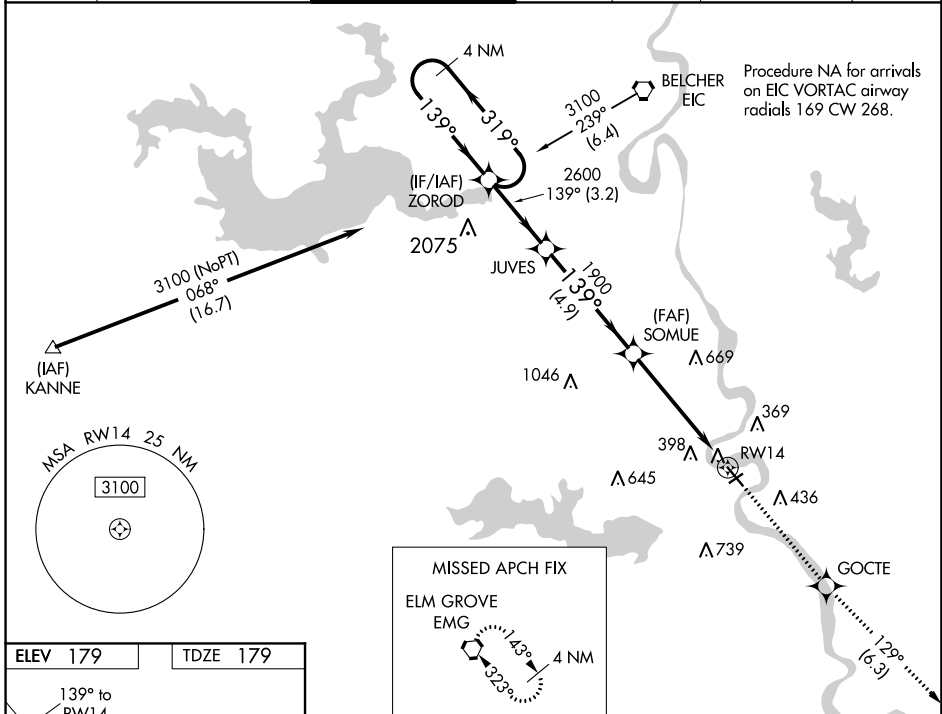 4 NM
139°
319°
BELCHER
EIC
3100
239°
(6.4)
Procedure NA for arrivals
on EIC VORTAC airway
radials 169 CW 268.
(IF/IAF)
ZOROD
2600
139° (3.2)
2075
JUVES
3100 (NoPT)
068°
(16.7)
1900
139°
(4.9)
(IAF)
KANNE
(FAF)
SOMUE
669
1046
369
398
RW14
645
436
739
GOCTE
129°
(6.3)
MSA RW14 25 NM
3100
MISSED APCH FIX
ELM GROVE
EMG
143°
323°
4 NM
ELEV 179
TDZE 179
139° to
RW14